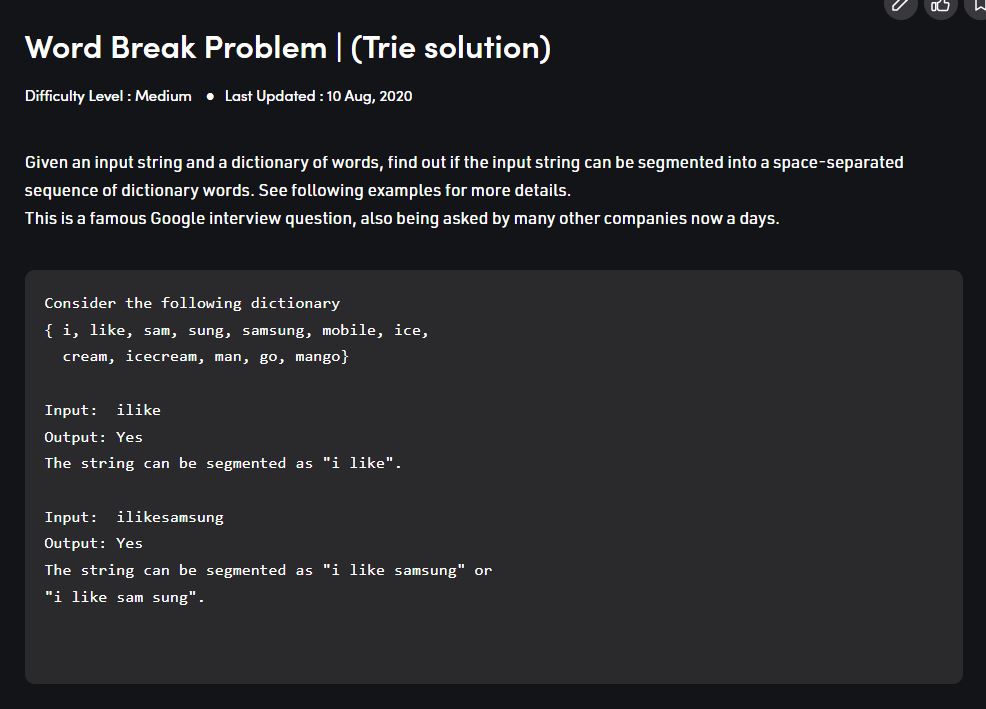 Word Break Problem | (Trie solution)
Difficulty Level : Medium ● Last Updated : 10 Aug, 2020
Given an input string and a dictionary of words, find out if the input string can be segmented into a space-separated
sequence of dictionary words. See following examples for more details.
This is a famous Google interview question, also being asked by many other companies now a days.
Consider the following dictionary
{ i, like, sam, sung, samsung, mobile, ice,
  cream, icecream, man, go, mango}
Input:  ilike
Output: Yes
The string can be segmented as "i like".
Input:  ilikesamsung
Output: Yes
The string can be segmented as "i like samsung" or
"i like sam sung".